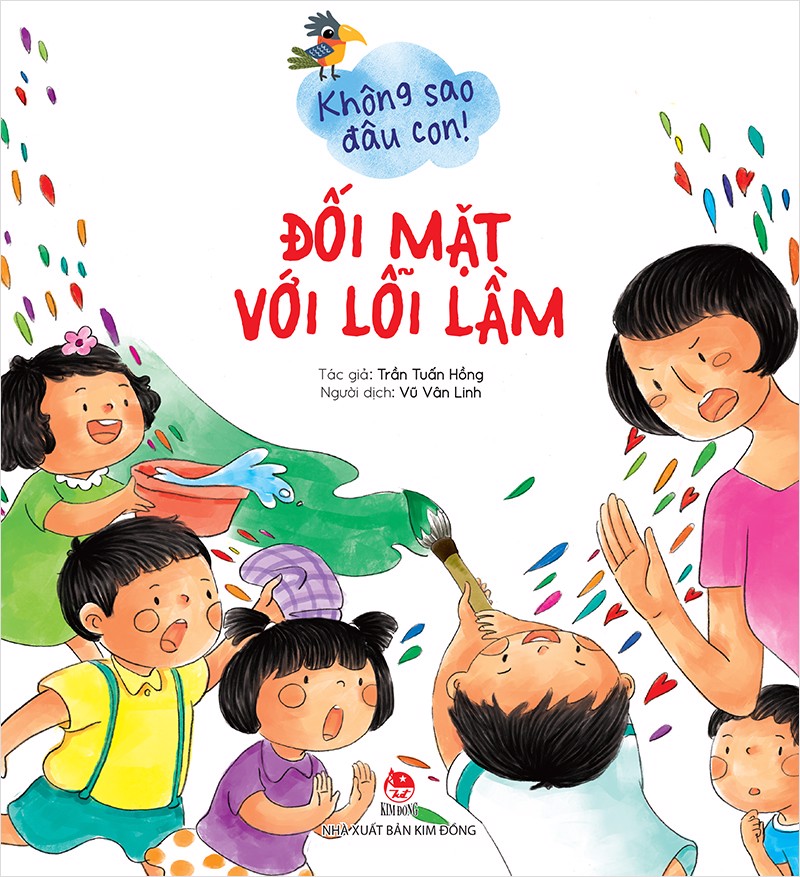 Không sao
đâu con!
ĐỐI MẶT
VỚI LỖI LẦM
Tác giả: Trần Tuấn Hồng
Người dịch: Vũ Vân Linh
KIM ĐỒNG
NHÀ XUẤT BẢN KIM ĐỒNG